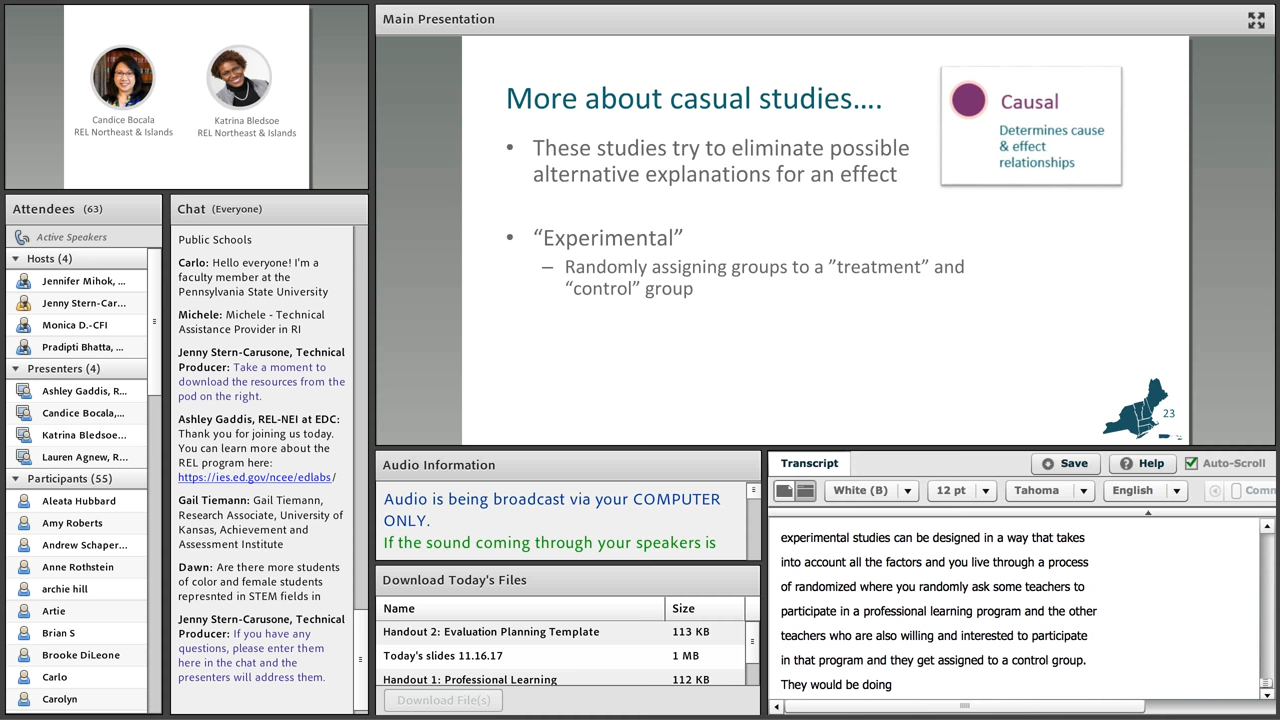 Candice Bocala
REL Northeast & Islands
Katrina Bledsoe
REL Northeast & Islands
Attendees (63)
Active Speakers
Hosts (4)
Jennifer Mihok, ...
Jenny Stern-Car...
Monica D.-CFI
Pradipti Bhatta, ...
Presenters (4)
Ashley Gaddis, R...
Candice Bocala,...
Katrina Bledsoe...
Lauren Agnew, R...
Participants (55)
Aleata Hubbard
Amy Roberts
Andrew Schaper...
Anne Rothstein
archie hill
Artie
Brian S
Brooke DiLeone
Carlo
Carolyn
Chat (Everyone)
Public Schools
Carlo: Hello everyone! I'm a
faculty member at the
Pennsylvania State University
Michele: Michele - Technical
Assistance Provider in RI
Jenny Stern-Carusone, Technical
Producer: Take a moment to
download the resources from the
pod on the right.
Ashley Gaddis, REL-NEI at EDC:
Thank you for joining us today.
You can learn more about the
REL program here:
https://ies.ed.gov/ncee/edlabs/
Gail Tiemann: Gail Tiemann,
Research Associate, University of
Kansas, Achievement and
Assessment Institute
Dawn: Are there more students
of color and female students
represnted in STEM fields in
Jenny Stern-Carusone, Technical
Producer: If you have any
questions, please enter them
here in the chat and the
presenters will address them.
Main Presentation
More about casual studies....
• These studies try to eliminate possible
alternative explanations for an effect
• “Experimental”
– Randomly assigning groups to a ”treatment” and
“control” group
Causal
Determines cause
& effect
relationships
23
Audio Information
Audio is being broadcast via your COMPUTER
ONLY.
If the sound coming through your speakers is
Download Today's Files
Name Size
Handout 2: Evaluation Planning Template 113 KB
Today's slides 11.16.17 1 MB
Handout 1: Professional Learning 112 KB
Download File(s)
Transcript Save Help Auto-Scroll
White (B) 12 pt Tahoma English Comm
experimental studies can be designed in a way that takes
into account all the factors and you live through a process
of randomized where you randomly ask some teachers to
participate in a professional learning program and the other
teachers who are also willing and interested to participate
in that program and they get assigned to a control group.
They would be doing